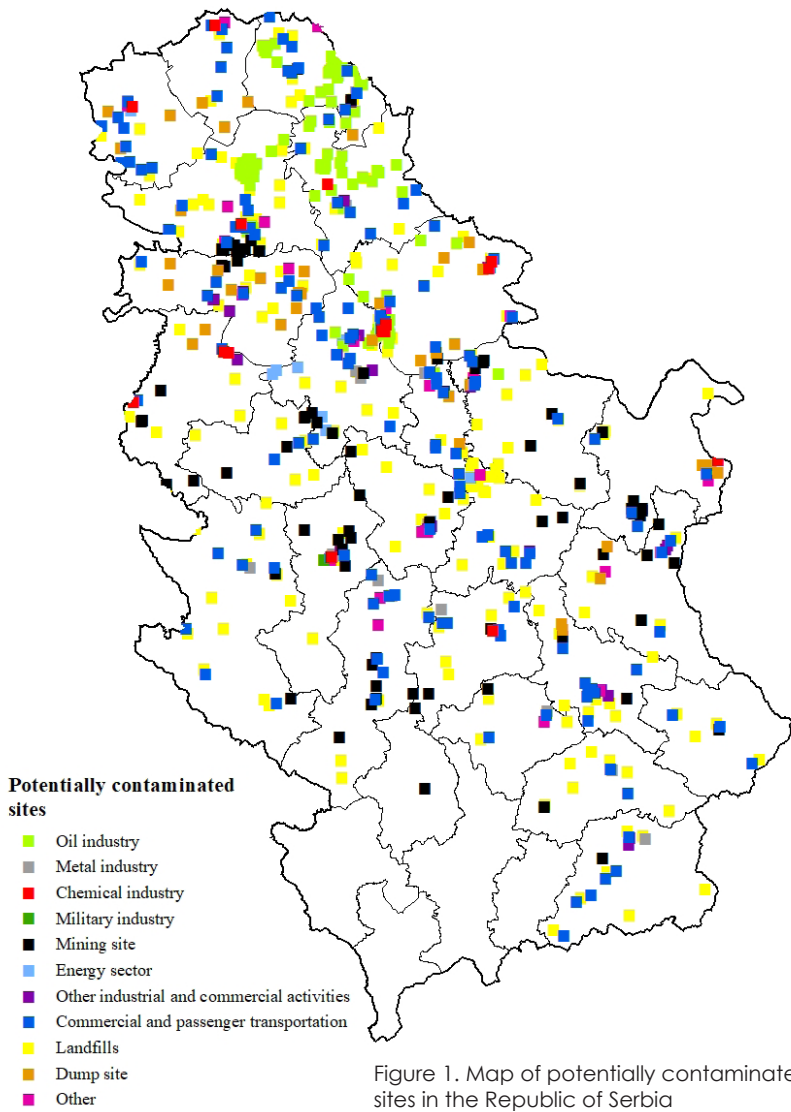 Potentially contaminated
sites
Oil industry
Metal industry
Chemical industry
Military industry
Mining site
Energy sector
Other industrial and commercial activities
Commercial and passenger transportation
Landfills
Dump site
Other
Figure 1. Map of potentially contaminate
sites in the Republic of Serbia